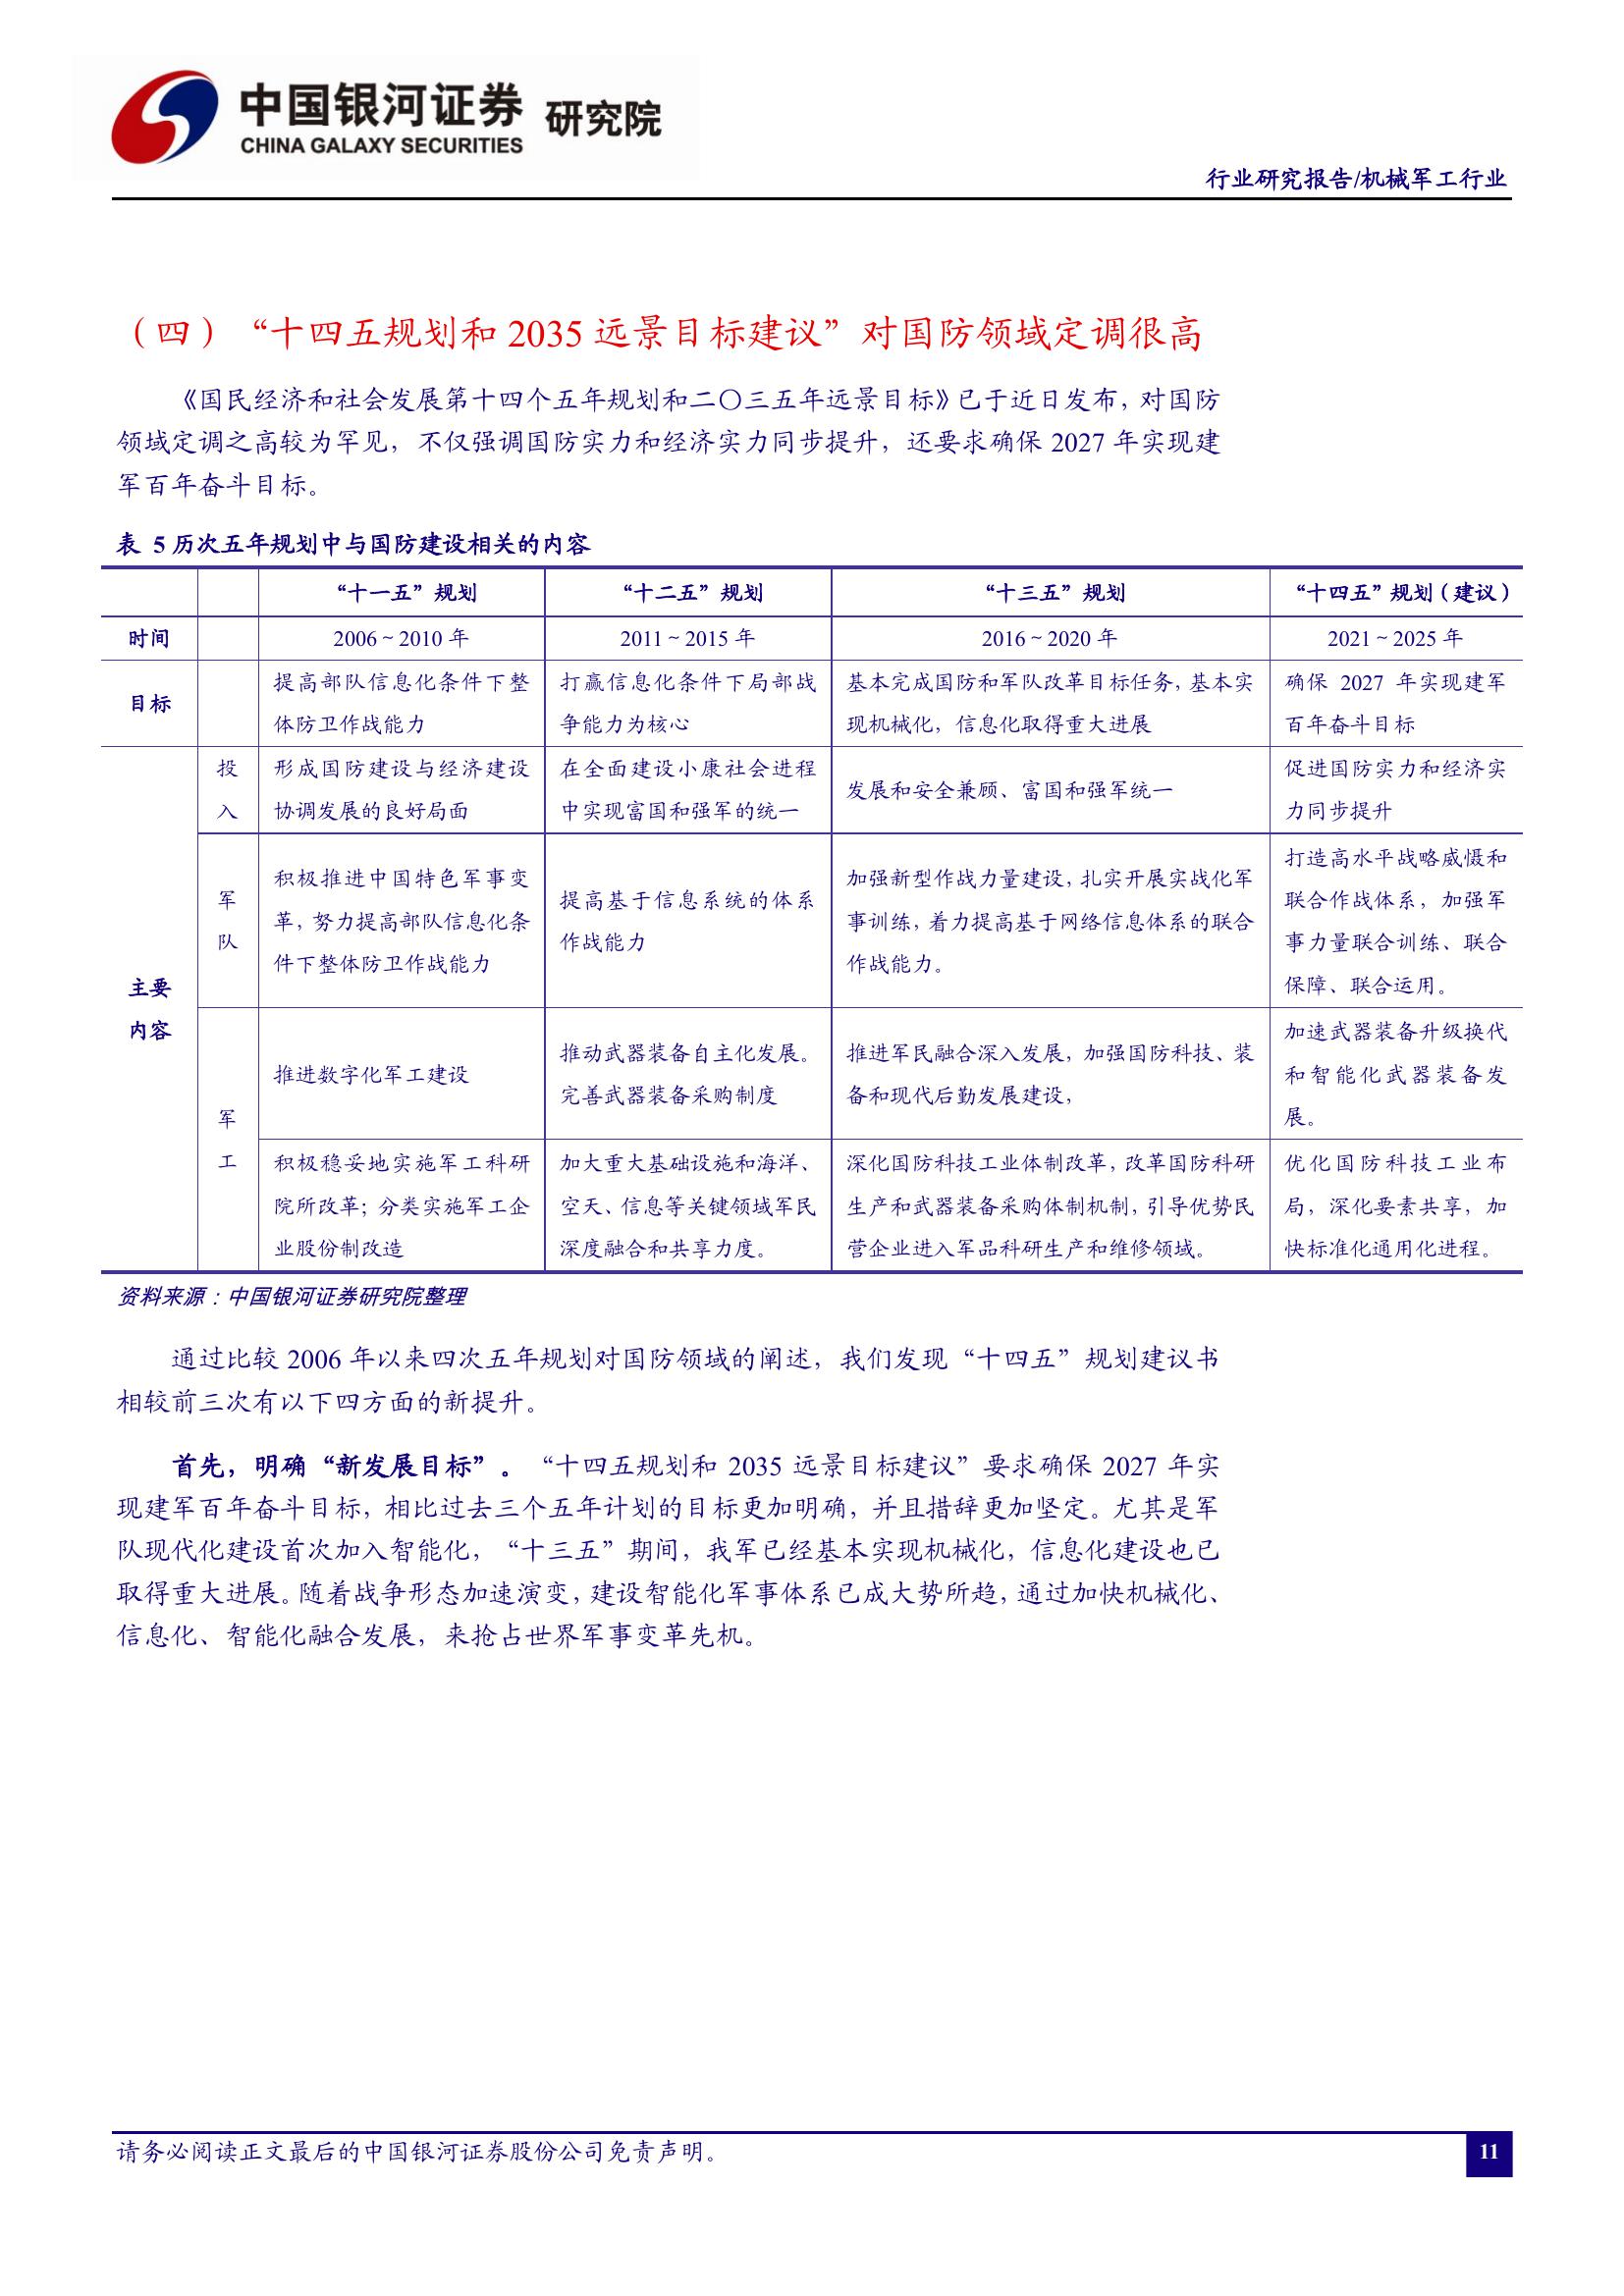 中国银河证券 研究院
CHINA GALAXY SECURITIES
行业研究报告/机械军工行业
（四）“十四五规划和 2035 远景目标建议”对国防领域定调很高
《国民经济和社会发展第十四个五年规划和二〇三五年远景目标》已于近日发布，对国防
领域定调之高较为罕见，不仅强调国防实力和经济实力同步提升，还要求确保 2027 年实现建
军百年奋斗目标。
表 5 历次五年规划中与国防建设相关的内容
“十一五”规划 “十二五”规划 “十三五”规划 “十四五”规划（建议）
时间 2006～2010 年 2011～2015 年 2016～2020 年 2021～2025 年
目标
提高部队信息化条件下整
体防卫作战能力
打赢信息化条件下局部战
争能力为核心
基本完成国防和军队改革目标任务，基本实
现机械化，信息化取得重大进展
确保 2027 年实现建军
百年奋斗目标
主要
内容
投
入
形成国防建设与经济建设
协调发展的良好局面
在全面建设小康社会进程
中实现富国和强军的统一
发展和安全兼顾、富国和强军统一
促进国防实力和经济实
力同步提升
军
队
积极推进中国特色军事变
革，努力提高部队信息化条
件下整体防卫作战能力
提高基于信息系统的体系
作战能力
加强新型作战力量建设，扎实开展实战化军
事训练，着力提高基于网络信息体系的联合
作战能力。
打造高水平战略威慑和
联合作战体系，加强军
事力量联合训练、联合
保障、联合运用。
军
工
推进数字化军工建设
推动武器装备自主化发展。
完善武器装备采购制度
推进军民融合深入发展，加强国防科技、装
备和现代后勤发展建设，
加速武器装备升级换代
和智能化武器装备发
展。
积极稳妥地实施军工科研
院所改革；分类实施军工企
业股份制改造
加大重大基础设施和海洋、
空天、信息等关键领域军民
深度融合和共享力度。
深化国防科技工业体制改革，改革国防科研
生产和武器装备采购体制机制，引导优势民
营企业进入军品科研生产和维修领域。
优化国防科技工业布
局，深化要素共享，加
快标准化通用化进程。
资料来源：中国银河证券研究院整理
通过比较 2006 年以来四次五年规划对国防领域的阐述，我们发现“十四五”规划建议书
相较前三次有以下四方面的新提升。
首先，明确“新发展目标”。“十四五规划和 2035 远景目标建议”要求确保 2027 年实
现建军百年奋斗目标，相比过去三个五年计划的目标更加明确，并且措辞更加坚定。尤其是军
队现代化建设首次加入智能化，“十三五”期间，我军已经基本实现机械化，信息化建设也已
取得重大进展。随着战争形态加速演变，建设智能化军事体系已成大势所趋，通过加快机械化、
信息化、智能化融合发展，来抢占世界军事变革先机。
请务必阅读正文最后的中国银河证券股份公司免责声明。
11